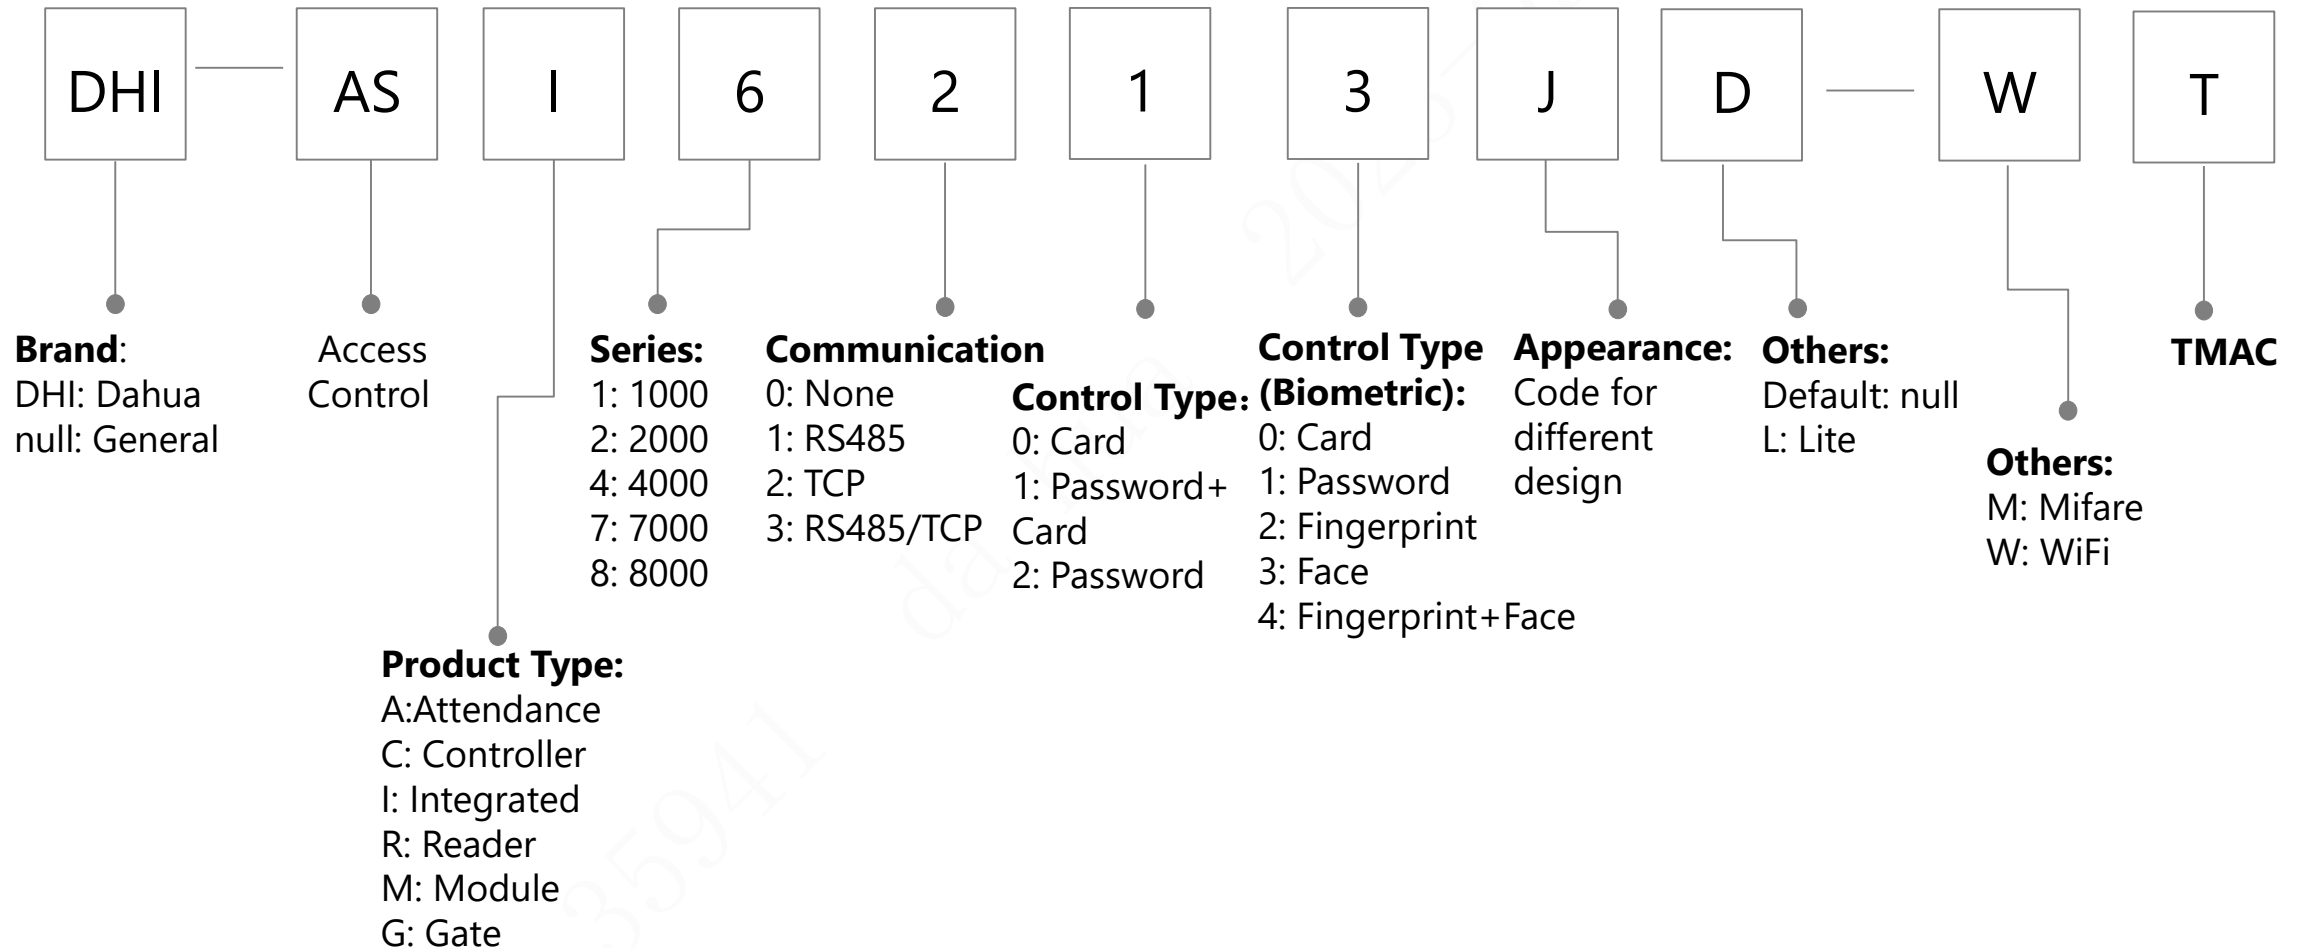 DHI
AS
I
6
2
1
3
J
D
W
T
Brand:
DHI: Dahua
null: General
Access
Control
Product Type:
A:Attendance
C: Controller
I: Integrated
R: Reader
M: Module
G: Gate
Series:
1: 1000
2: 2000
4: 4000
7: 7000
8: 8000
Communication
0: None
1: RS485
2: TCP
3: RS485/TCP
Control Type：
0: Card
1: Password+
Card
2: Password
Control Type
(Biometric):
0: Card
1: Password
2: Fingerprint
3: Face
4: Fingerprint+Face
Appearance:
Code for
different
design
Others:
Default: null
L: Lite
Others:
M: Mifare
W: WiFi
TMAC